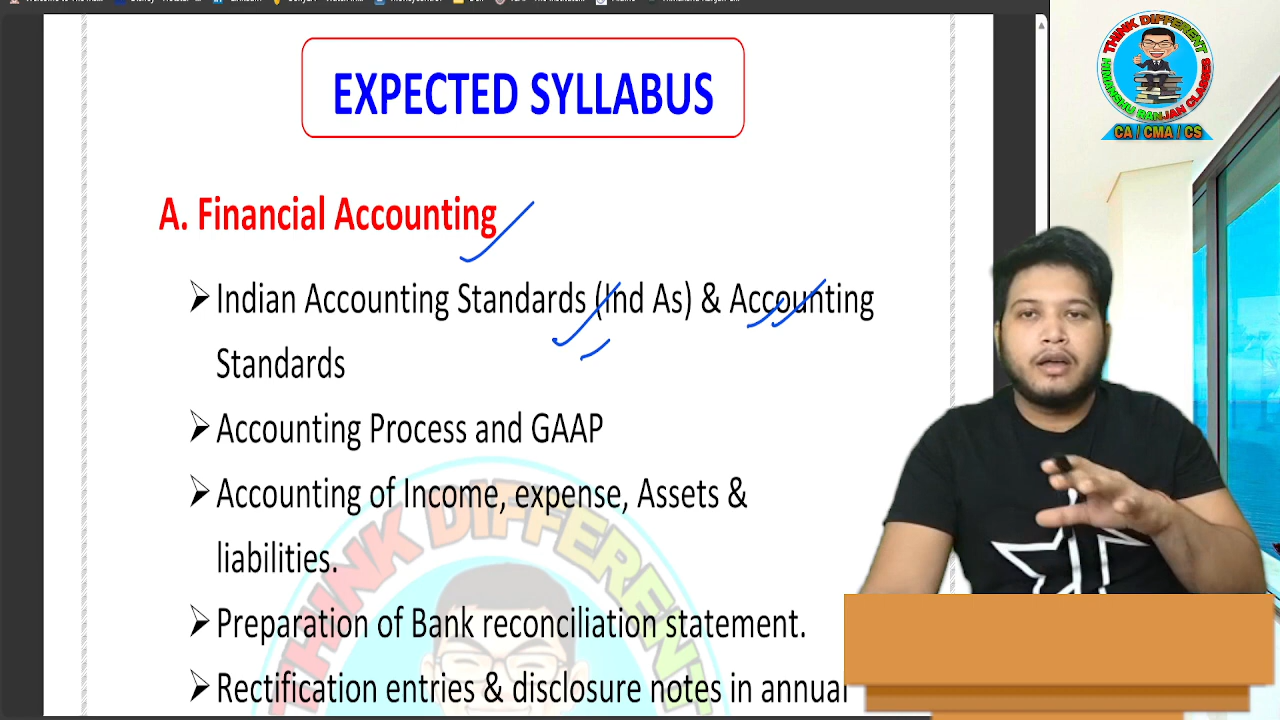 EXPECTED SYLLABUS
A. Financial Accounting
Indian Accounting Standards (Ind As) & Accounting
Standards
Accounting Process and GAAP
Accounting of Income, expense, Assets &
liabilities.
Preparation of Bank reconciliation statement.
Rectification entries & disclosure notes in annual
THINK DIFFERENT
THINK DIFFERENT
HIMANSHU RANJAN CLASSES
CA / CMA / CS